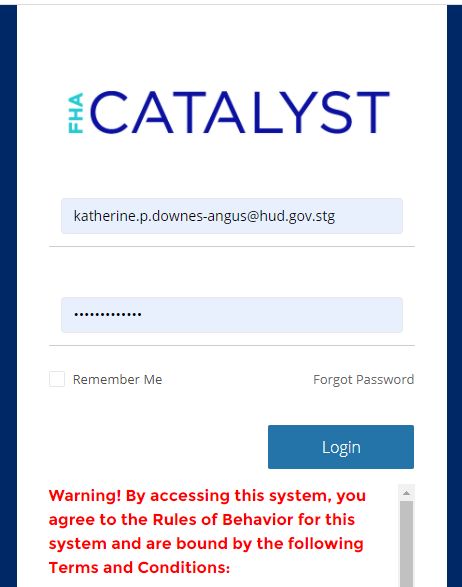 FHA CATALYST
katherine.p.downes-angus@hud.gov.stg
•••••••••••••
Remember Me
Forgot Password
Login
Warning! By accessing this system, you
agree to the Rules of Behavior for this
system and are bound by the following
Terms and Conditions: